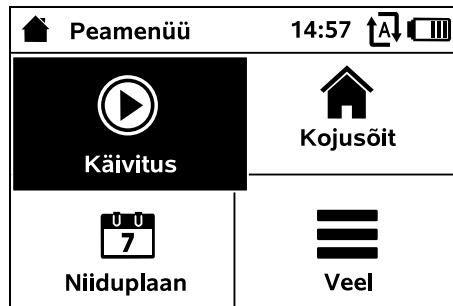 Peamenüü 14:57 A
Käivitus
Kojusõit
7
Niiduplaan
Veel